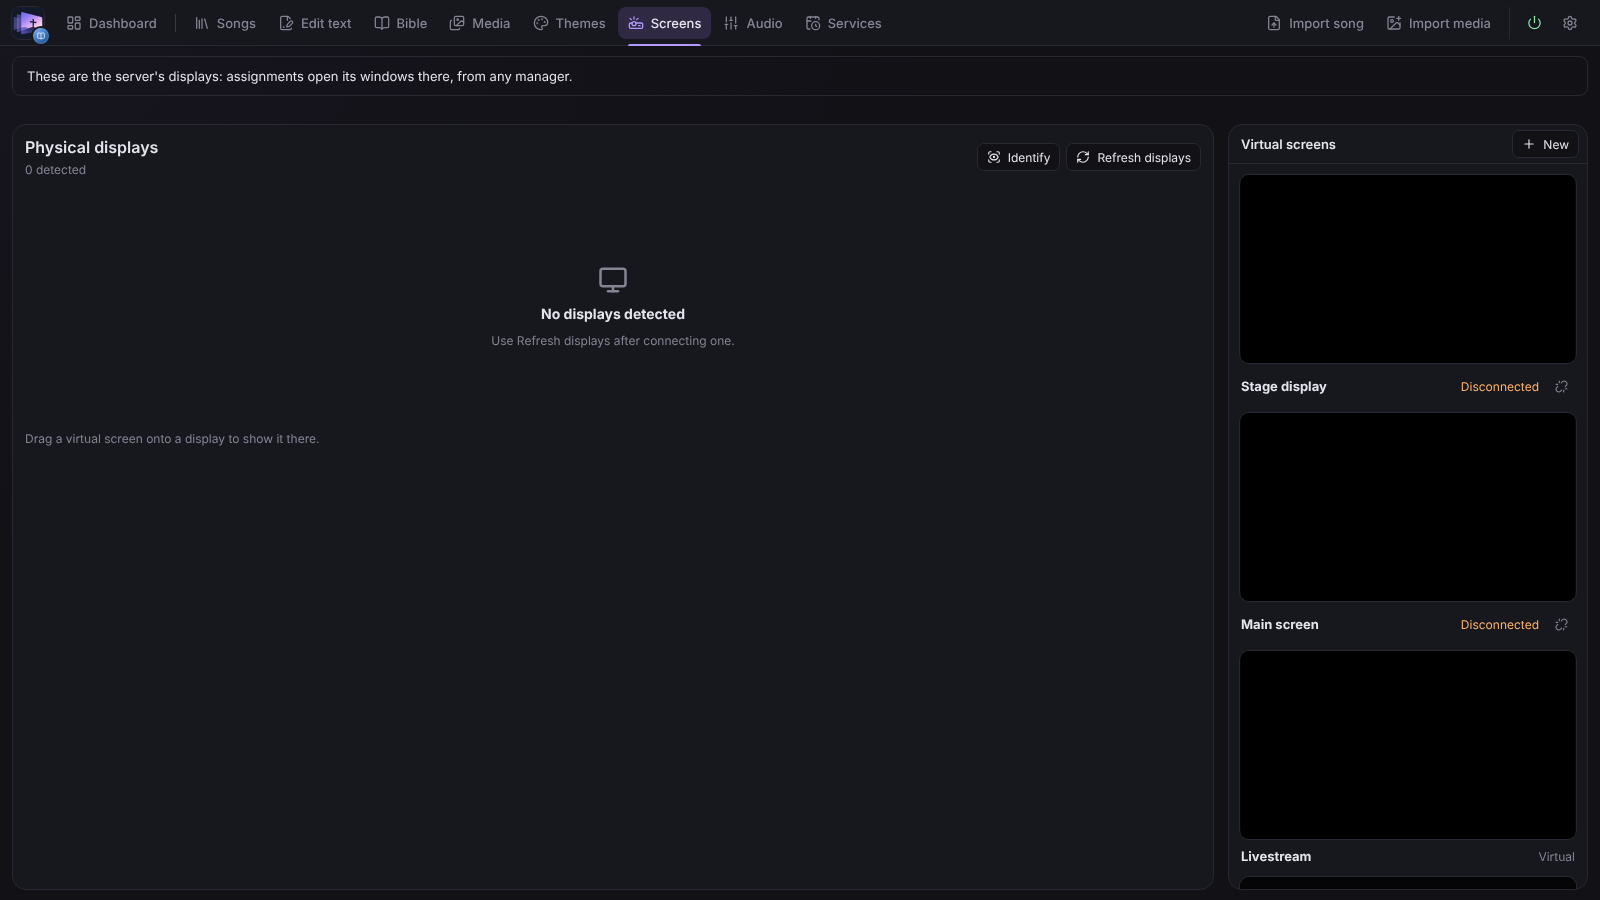 Dashboard
Songs
Edit text
Bible
Media
Themes
Screens
Audio
Services
Import song
Import media
These are the server's displays: assignments open its windows there, from any manager.
Physical displays
0 detected
Identify
Refresh displays
No displays detected
Use Refresh displays after connecting one.
Drag a virtual screen onto a display to show it there.
Virtual screens
New
Stage display
Disconnected
Main screen
Disconnected
Livestream
Virtual